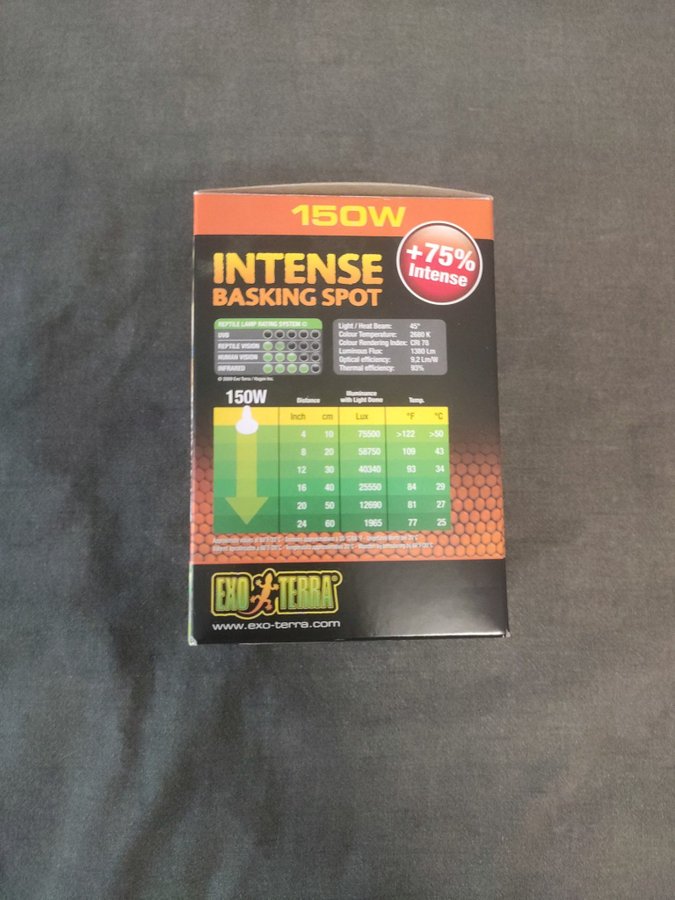 150W
+75%
Intense
INTENSE
BASKING SPOT
REPTILE LAMP RATING SYSTEM
UVB
REPTILE VISION
HUMAN VISION
INFRARED
Light / Heat Beam: 45°
Colour Temperature: 2680 K
Colour Rendering Index: CRI 78
Luminous Flux: 1380 Lm
Optical efficiency: 9,2 Lm/W
Thermal efficiency: 93%
150W Distance Illuminance with Light Dome Temp.
Inch cm Lux °F °C
4 10 75500 >122 >50
8 20 58750 109 43
12 30 40340 93 34
16 40 25550 84 29
20 50 12690 81 27
24 60 1965 77 25
EXO TERRA
www.exo-terra.com